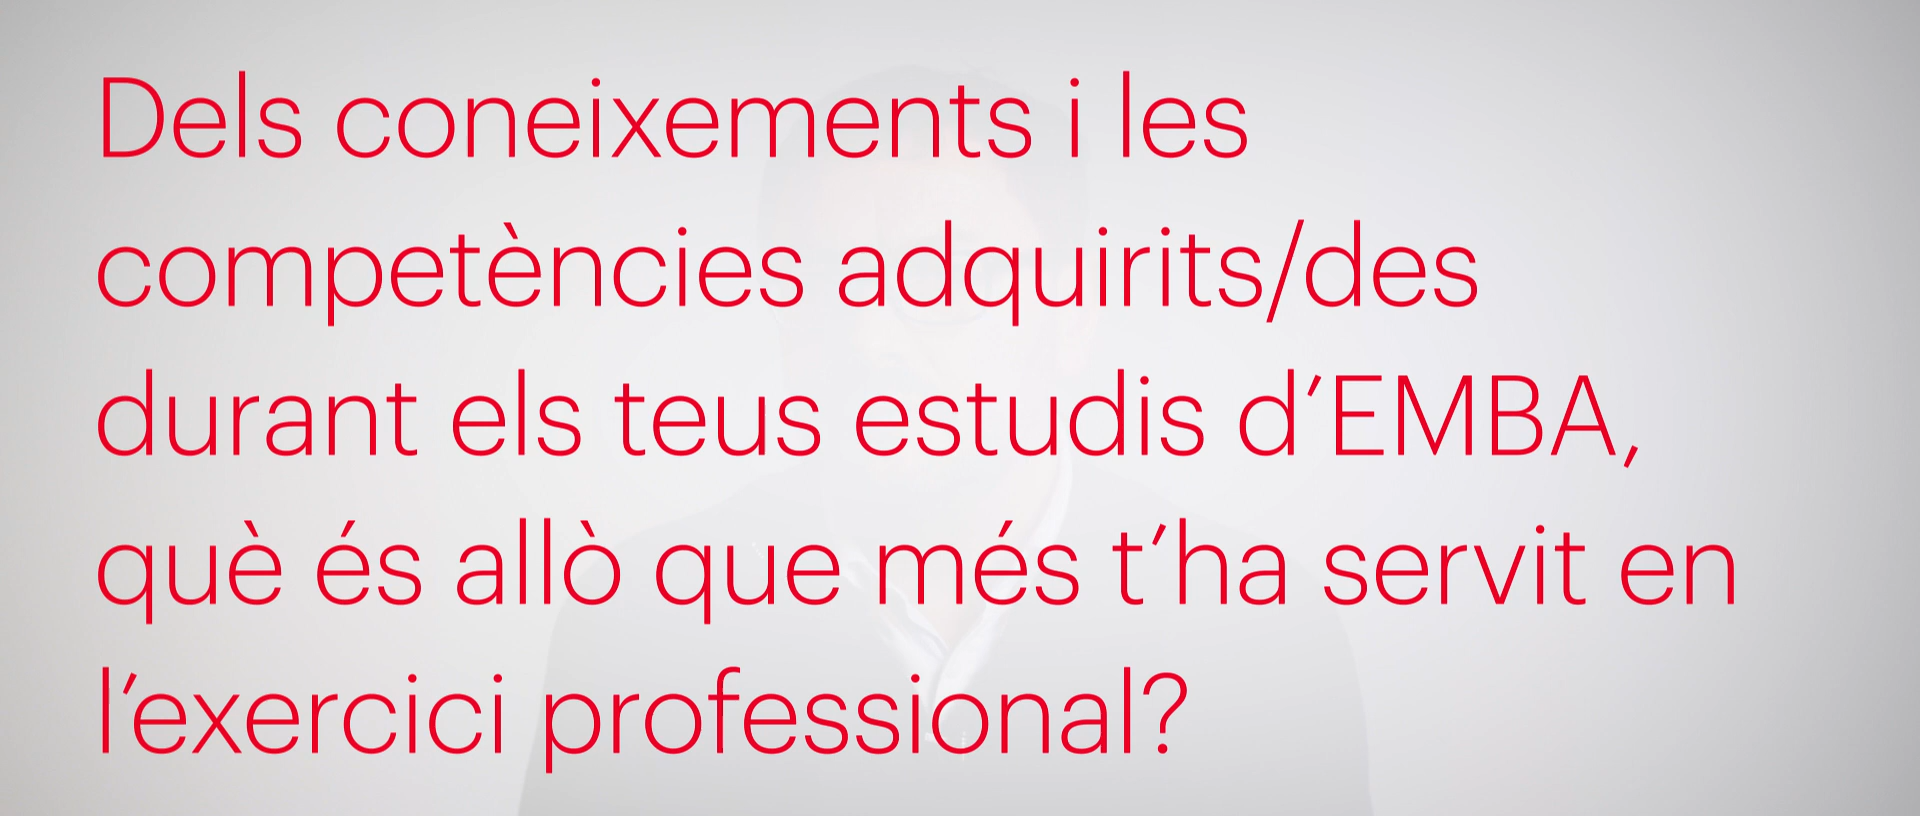 Dels coneixements i les
competències adquirits/des
durant els teus estudis d’EMBA,
què és allò que més t’ha servit en
l’exercici professional?